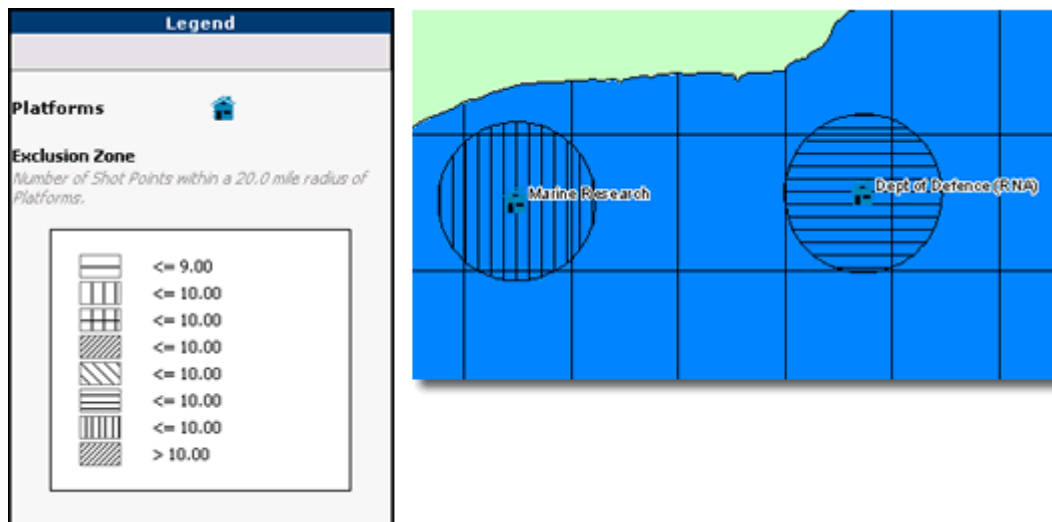 Legend
Platforms
Exclusion Zone
Number of Shot Points within a 20.0 mile radius of
Platforms.
<= 9.00
<= 10.00
<= 10.00
<= 10.00
<= 10.00
<= 10.00
<= 10.00
> 10.00
Marine Research
Dept of Defence (RNA)